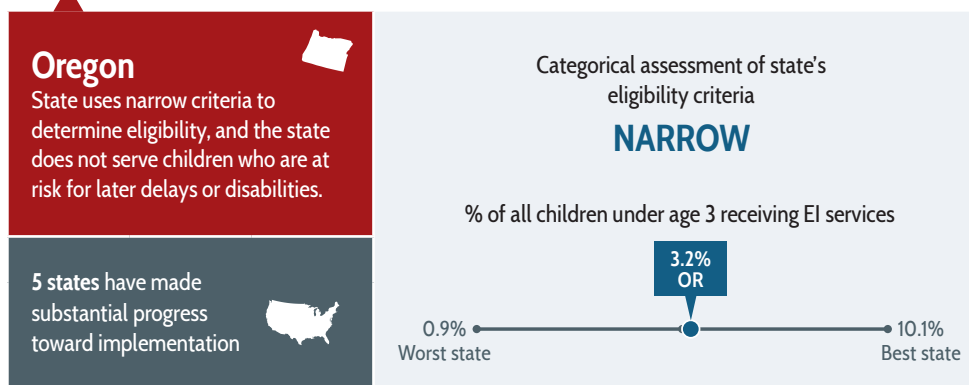 Oregon
State uses narrow criteria to
determine eligibility, and the state
does not serve children who are at
risk for later delays or disabilities.
5 states have made
substantial progress
toward implementation
Categorical assessment of state’s
eligibility criteria
NARROW
% of all children under age 3 receiving EI services
3.2%
OR
0.9%
Worst state
10.1%
Best state